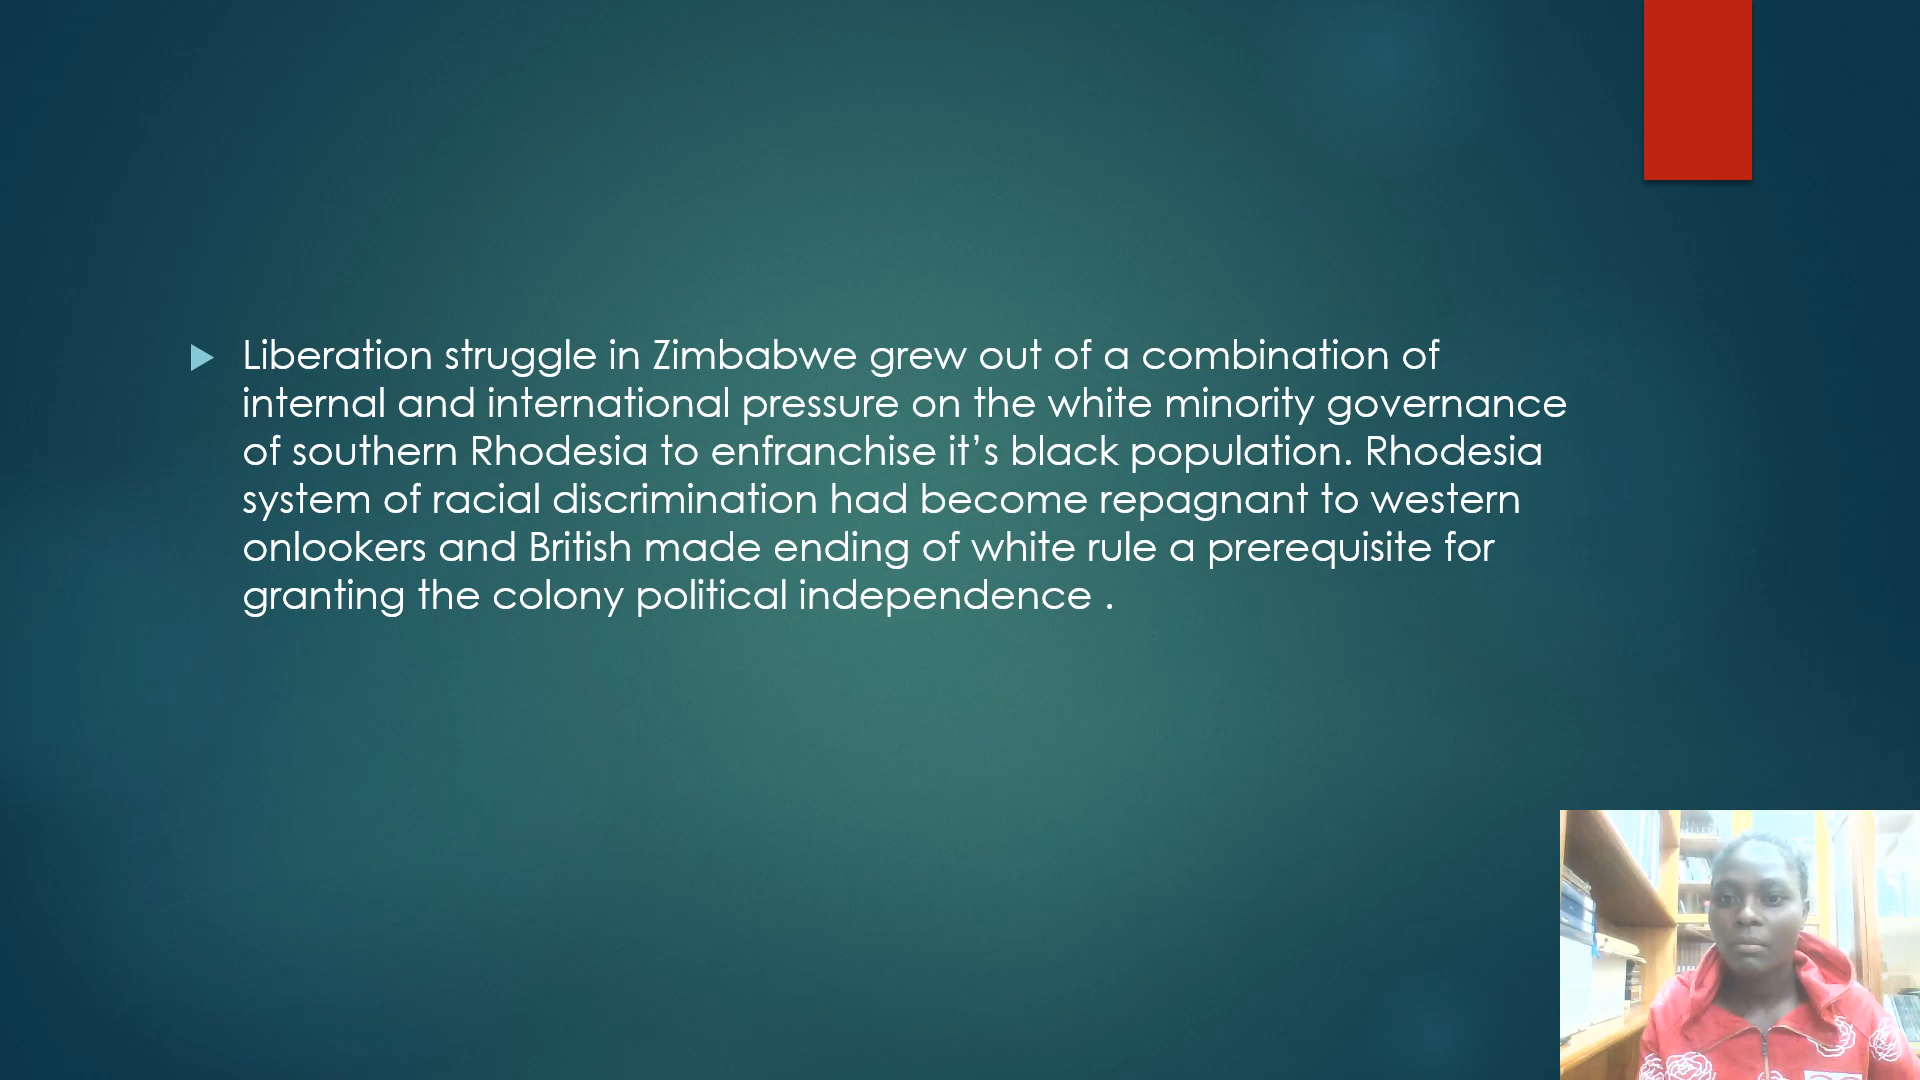 Liberation struggle in Zimbabwe grew out of a combination of
internal and international pressure on the white minority governance
of southern Rhodesia to enfranchise it’s black population. Rhodesia
system of racial discrimination had become repagnant to western
onlookers and British made ending of white rule a prerequisite for
granting the colony political independence .